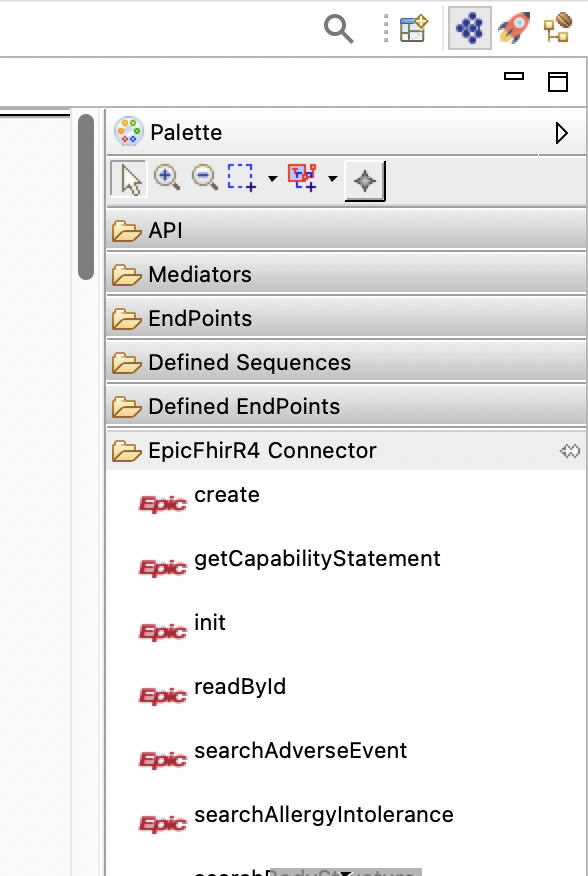 Palette
API
Mediators
EndPoints
Defined Sequences
Defined EndPoints
EpicFhirR4 Connector
Epic create
Epic getCapabilityStatement
Epic init
Epic readById
Epic searchAdverseEvent
Epic searchAllergyIntolerance